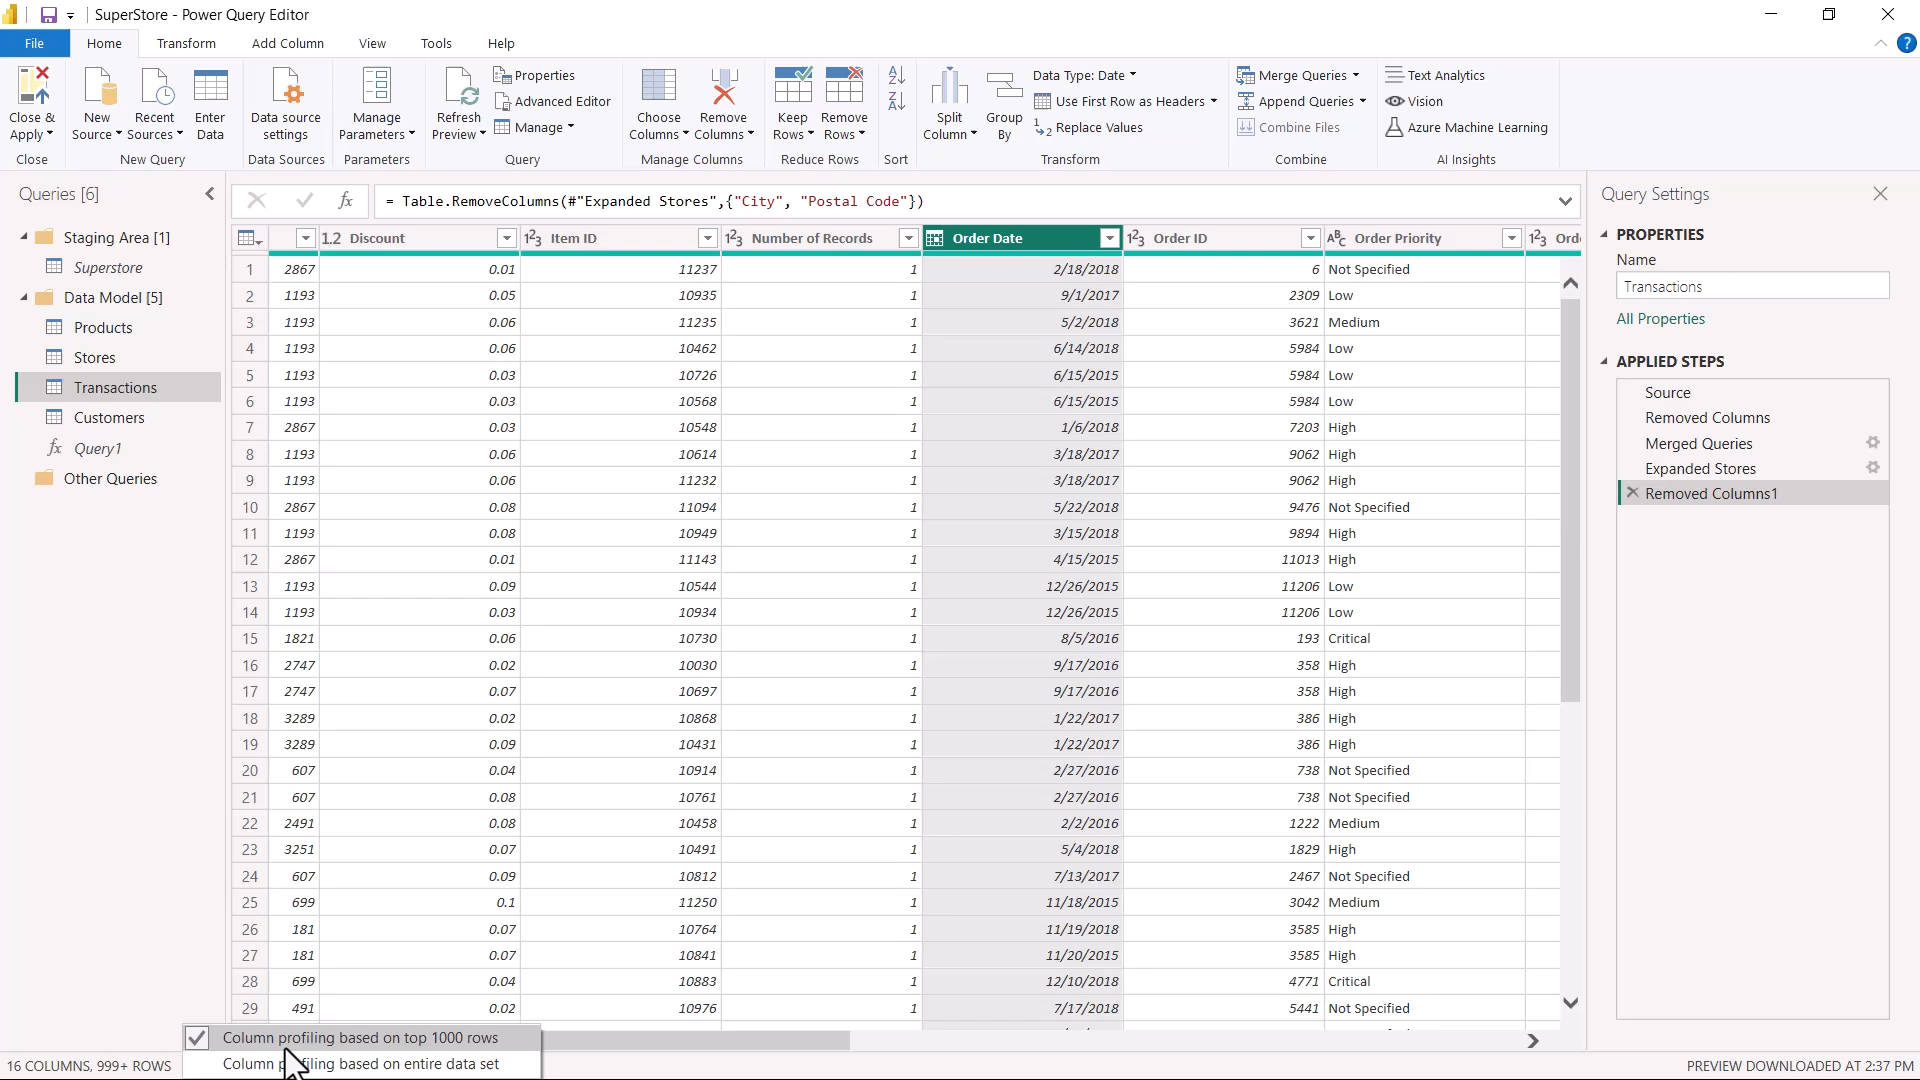 SuperStore - Power Query Editor
File Home Transform Add Column View Tools Help
Close & Apply
Close
New Source
Recent Sources
Enter Data
New Query
Data source settings
Data Sources
Manage Parameters
Parameters
Refresh Preview
Properties
Advanced Editor
Manage
Query
Choose Columns
Remove Columns
Manage Columns
Keep Rows
Remove Rows
Reduce Rows
Sort
Split Column
Group By
Data Type: Date
Use First Row as Headers
Replace Values
Transform
Merge Queries
Append Queries
Combine Files
Combine
Text Analytics
Vision
Azure Machine Learning
AI Insights
Queries [6]
Staging Area [1]
Superstore
Data Model [5]
Products
Stores
Transactions
Customers
fx Query1
Other Queries
fx = Table.RemoveColumns(#"Expanded Stores",{"City", "Postal Code"})
1.2 Discount 123 Item ID 123 Number of Records Order Date 123 Order ID ABC Order Priority 123 Ord
1 2867 0.01 11237 1 2/18/2018 6 Not Specified
2 1193 0.05 10935 1 9/1/2017 2309 Low
3 1193 0.06 11235 1 5/2/2018 3621 Medium
4 1193 0.06 10462 1 6/14/2018 5984 Low
5 1193 0.03 10726 1 6/15/2015 5984 Low
6 1193 0.03 10568 1 6/15/2015 5984 Low
7 2867 0.03 10548 1 1/6/2018 7203 High
8 1193 0.06 10614 1 3/18/2017 9062 High
9 1193 0.06 11232 1 3/18/2017 9062 High
10 2867 0.08 11094 1 5/22/2018 9476 Not Specified
11 1193 0.08 10949 1 3/15/2018 9894 High
12 2867 0.01 11143 1 4/15/2015 11013 High
13 1193 0.09 10544 1 12/26/2015 11206 Low
14 1193 0.03 10934 1 12/26/2015 11206 Low
15 1821 0.06 10730 1 8/5/2016 193 Critical
16 2747 0.02 10030 1 9/17/2016 358 High
17 2747 0.07 10697 1 9/17/2016 358 High
18 3289 0.02 10868 1 1/22/2017 386 High
19 3289 0.09 10431 1 1/22/2017 386 High
20 607 0.04 10914 1 2/27/2016 738 Not Specified
21 607 0.08 10761 1 2/27/2016 738 Not Specified
22 2491 0.08 10458 1 2/2/2016 1222 Medium
23 3251 0.07 10491 1 5/4/2018 1829 High
24 607 0.09 10812 1 7/13/2017 2467 Not Specified
25 699 0.1 11250 1 11/18/2015 3042 Medium
26 181 0.07 10764 1 11/19/2018 3585 High
27 181 0.07 10841 1 11/20/2015 3585 High
28 699 0.04 10883 1 12/10/2018 4771 Critical
29 491 0.02 10976 1 7/17/2018 5441 Not Specified
Query Settings
PROPERTIES
Name
Transactions
All Properties
APPLIED STEPS
Source
Removed Columns
Merged Queries
Expanded Stores
Removed Columns1
Column profiling based on top 1000 rows
Column profiling based on entire data set
16 COLUMNS, 999+ ROWS
PREVIEW DOWNLOADED AT 2:37 PM